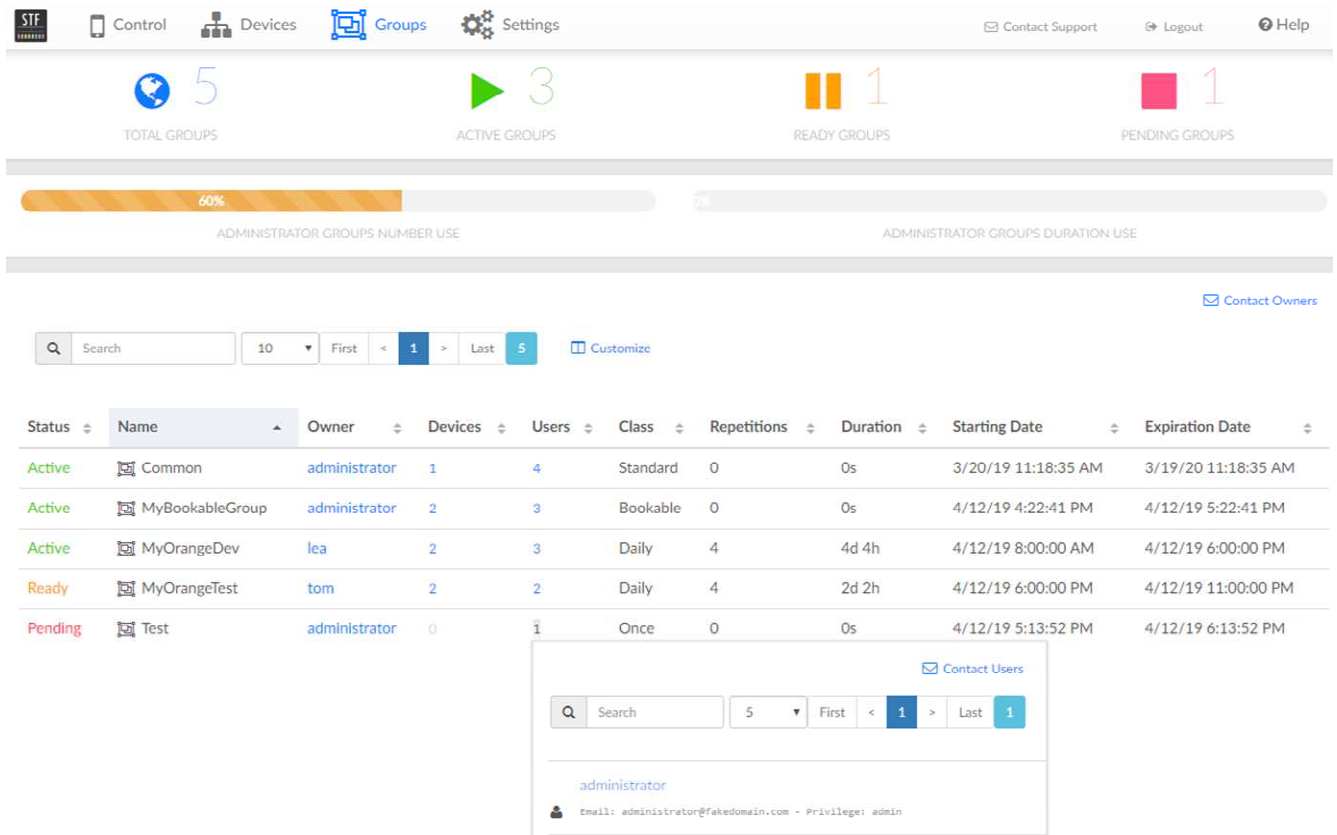 STF
Control Devices Groups Settings Contact Support Logout Help
5 3 1 1
TOTAL GROUPS ACTIVE GROUPS READY GROUPS PENDING GROUPS
60%
ADMINISTRATOR GROUPS NUMBER USE ADMINISTRATOR GROUPS DURATION USE
Contact Owners
Search 10 First < 1 > Last 5 Customize
Status Name Owner Devices Users Class Repetitions Duration Starting Date Expiration Date
Active Common administrator 1 4 Standard 0 0s 3/20/19 11:18:35 AM 3/19/20 11:18:35 AM
Active MyBookableGroup administrator 2 3 Bookable 0 0s 4/12/19 4:22:41 PM 4/12/19 5:22:41 PM
Active MyOrangeDev lea 2 3 Daily 4 4d 4h 4/12/19 8:00:00 AM 4/12/19 6:00:00 PM
Ready MyOrangeTest tom 2 2 Daily 4 2d 2h 4/12/19 6:00:00 PM 4/12/19 11:00:00 PM
Pending Test administrator 0 1 Once 0 0s 4/12/19 5:13:52 PM 4/12/19 6:13:52 PM
Contact Users
Search 5 First < 1 > Last 1
administrator
Email: administrator@fakedomain.com - Privilege: admin